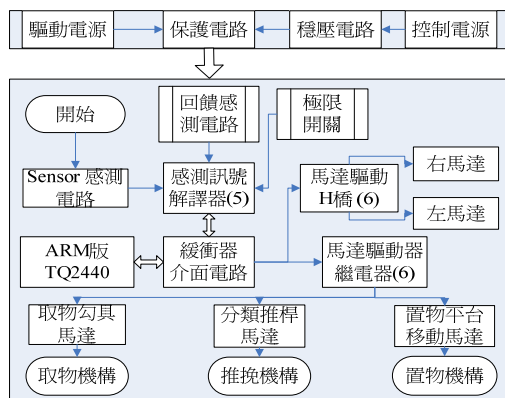 驅動電源
保護電路
穩壓電路
控制電源
開始
回饋感
測電路
極限
開關
Sensor 感測
電路
感測訊號
解譯器(5)
馬達驅動
H橋(6)
右馬達
左馬達
ARM版
TQ2440
緩衝器
介面電路
馬達驅動器
繼電器(6)
取物勾具
馬達
分類推桿
馬達
置物平台
移動馬達
取物機構
推挽機構
置物機構